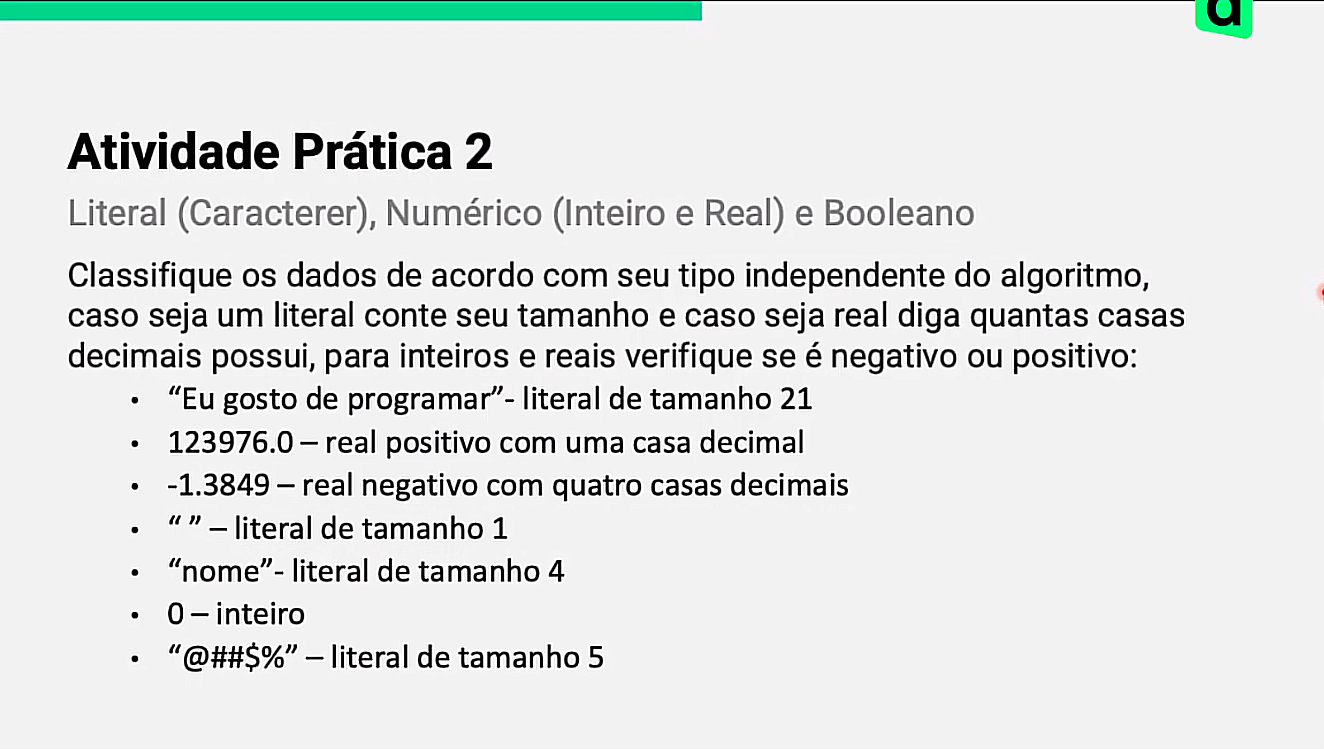 d
Atividade Prática 2
Literal (Caracterer), Numérico (Inteiro e Real) e Booleano
Classifique os dados de acordo com seu tipo independente do algoritmo,
caso seja um literal conte seu tamanho e caso seja real diga quantas casas
decimais possui, para inteiros e reais verifique se é negativo ou positivo:
• “Eu gosto de programar”- literal de tamanho 21
• 123976.0 – real positivo com uma casa decimal
• -1.3849 – real negativo com quatro casas decimais
• “ ” – literal de tamanho 1
• “nome”- literal de tamanho 4
• 0 – inteiro
• “@##$%” – literal de tamanho 5